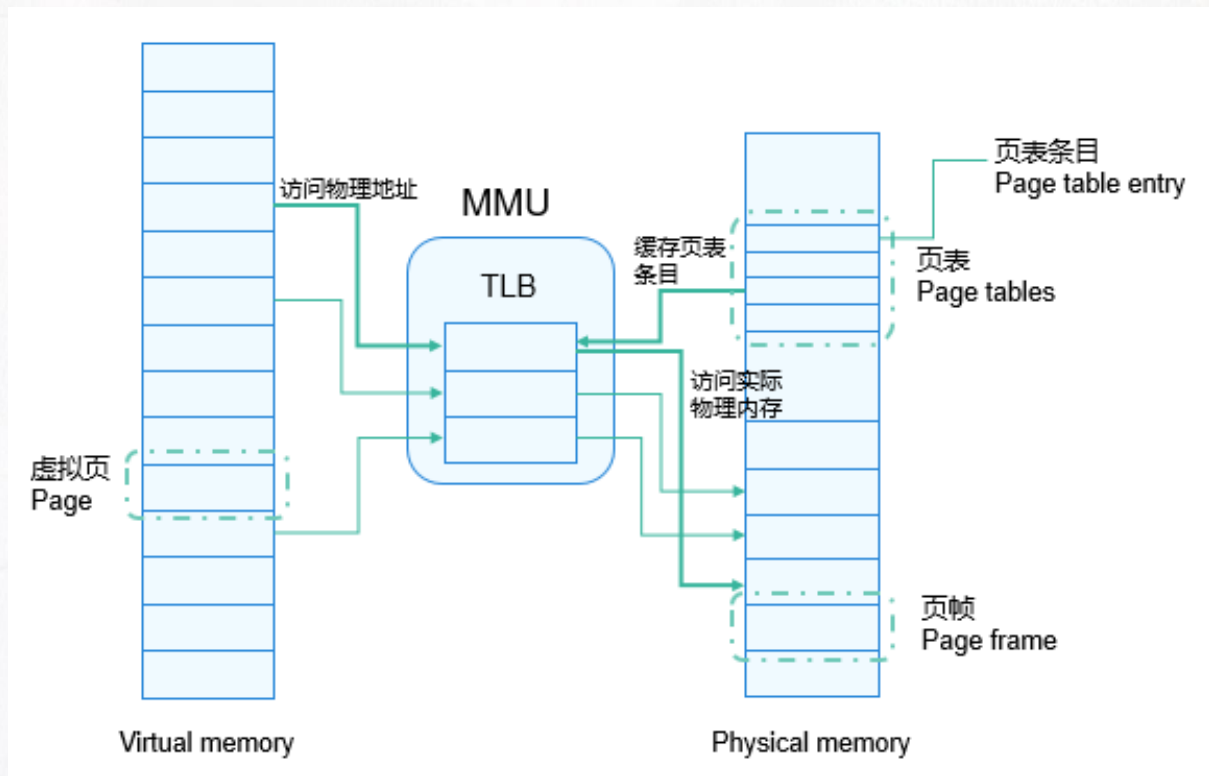 访问物理地址
MMU
TLB
缓存页表
条目
页表条目
Page table entry
页表
Page tables
访问实际
物理内存
虚拟页
Page
页帧
Page frame
Virtual memory
Physical memory